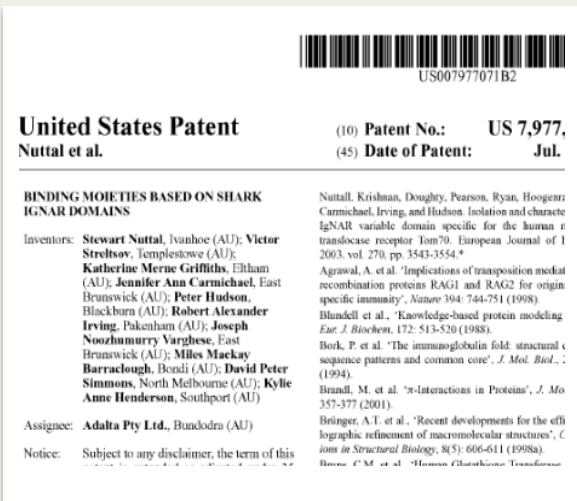 US007977071B2
United States Patent
Nuttal et al.
(10) Patent No.: US 7,977,
(45) Date of Patent: Jul.
BINDING MOIETIES BASED ON SHARK
IGNAR DOMAINS
Inventors: Stewart Nuttal, Ivanhoe (AU); Victor
Streltsov, Templestowe (AU);
Katherine Merne Griffiths, Eltham
(AU); Jennifer Ann Carmichael, East
Brunswick (AU); Peter Hudson,
Blackburn (AU); Robert Alexander
Irving, Pakenham (AU); Joseph
Noozhumurry Varghese, East
Brunswick (AU); Miles Mackay
Barraclough, Bondi (AU); David Peter
Simmons, North Melbourne (AU); Kylie
Anne Henderson, Southport (AU)
Assignee: Adalta Pty Ltd., Bundodra (AU)
Notice: Subject to any disclaimer, the term of this
Nuttall, Krishnan, Doughty, Pearson, Ryan, Hoogenra
Carmichael, Irving, and Hudson. Isolation and characte
IgNAR variable domain specific for the human m
translocase receptor Tom70. European Journal of
2003. vol. 270, pp. 3543-3554.*
Agrawal, A. et al. 'Implications of transposition mediat
recombination proteins RAG1 and RAG2 for origin
specific immunity', Nature 394: 744-751 (1998).
Blundell et al., 'Knowledge-based protein modeling
Eur. J. Biochem, 172: 513-520 (1988).
Bork, P. et al. 'The immunoglobulin fold: structural c
sequence patterns and common core', J. Mol. Biol.,
(1994).
Brandl, M. et al. 'π-Interactions in Proteins', J. Mo
357-377 (2001).
Brünger, A.T. et al., 'Recent developments for the effi
lographic refinement of macromolecular structures', C
ions in Structural Biology, 8(5): 606-611 (1998a).